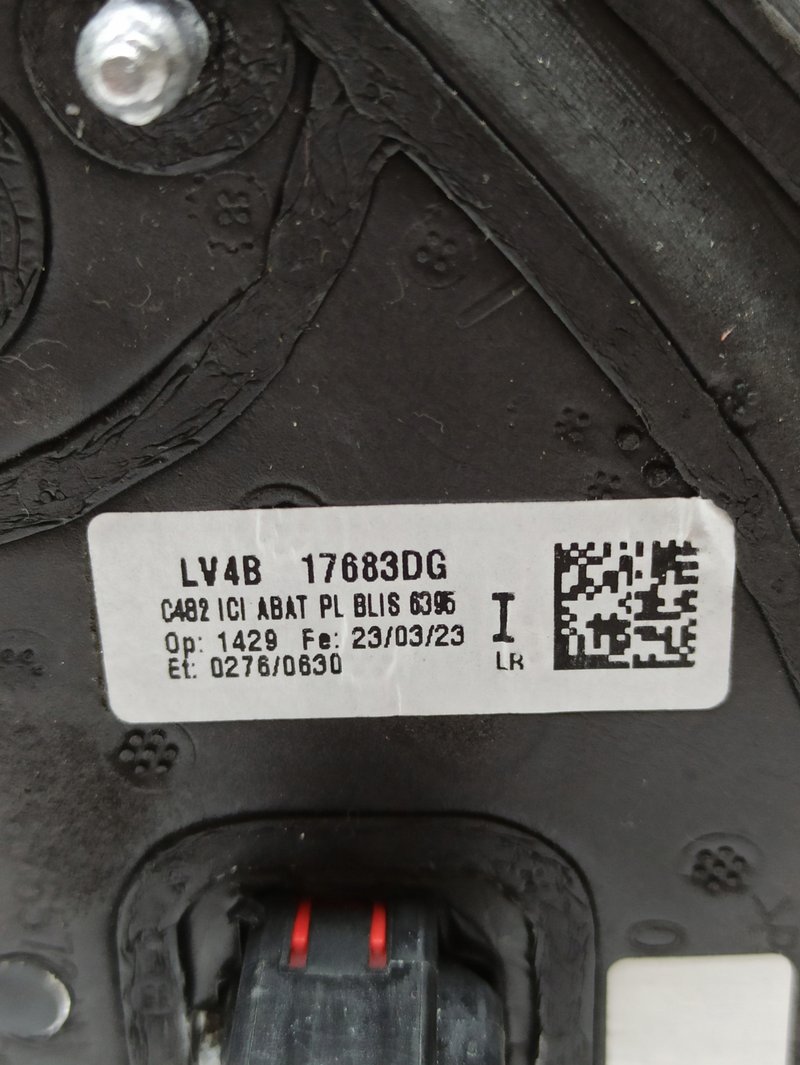 LV4B 17683DG
C482 ICI ABAT PL BLIS 6395
Op: 1429 Fe: 23/03/23
Et: 0276/0630
I
LR